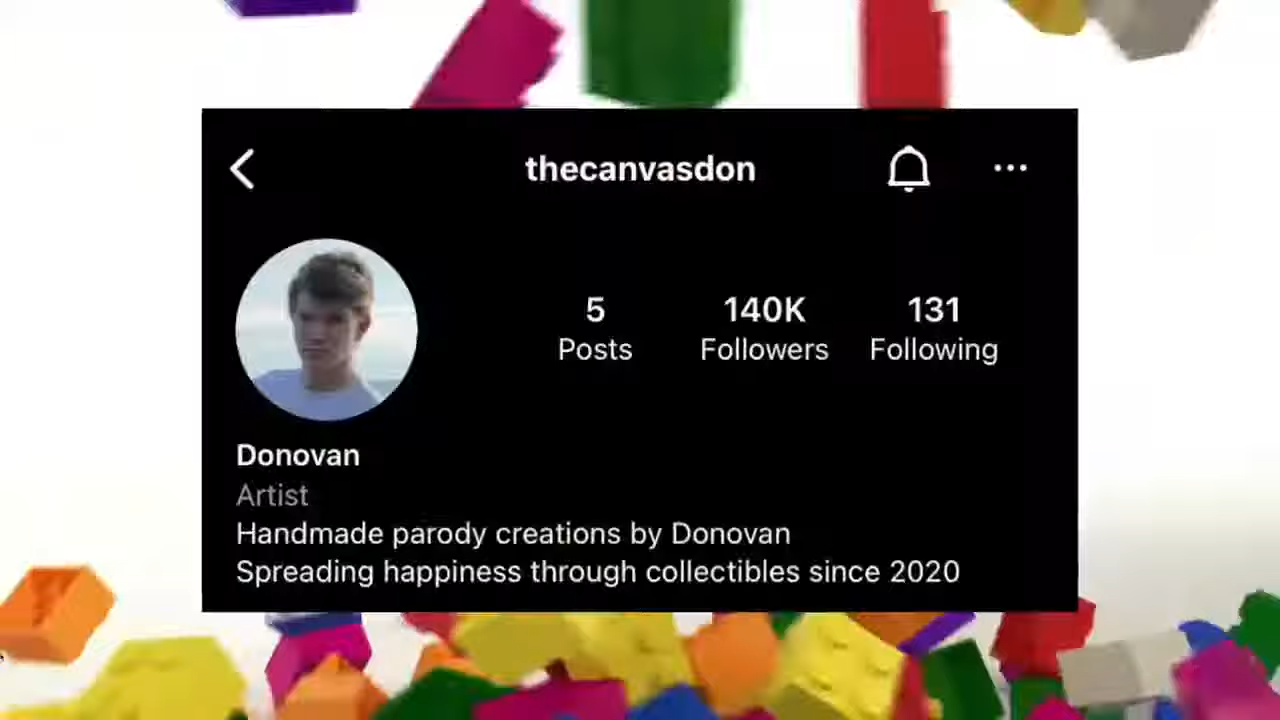 thecanvasdon
5 140K 131
Posts Followers Following
Donovan
Artist
Handmade parody creations by Donovan
Spreading happiness through collectibles since 2020